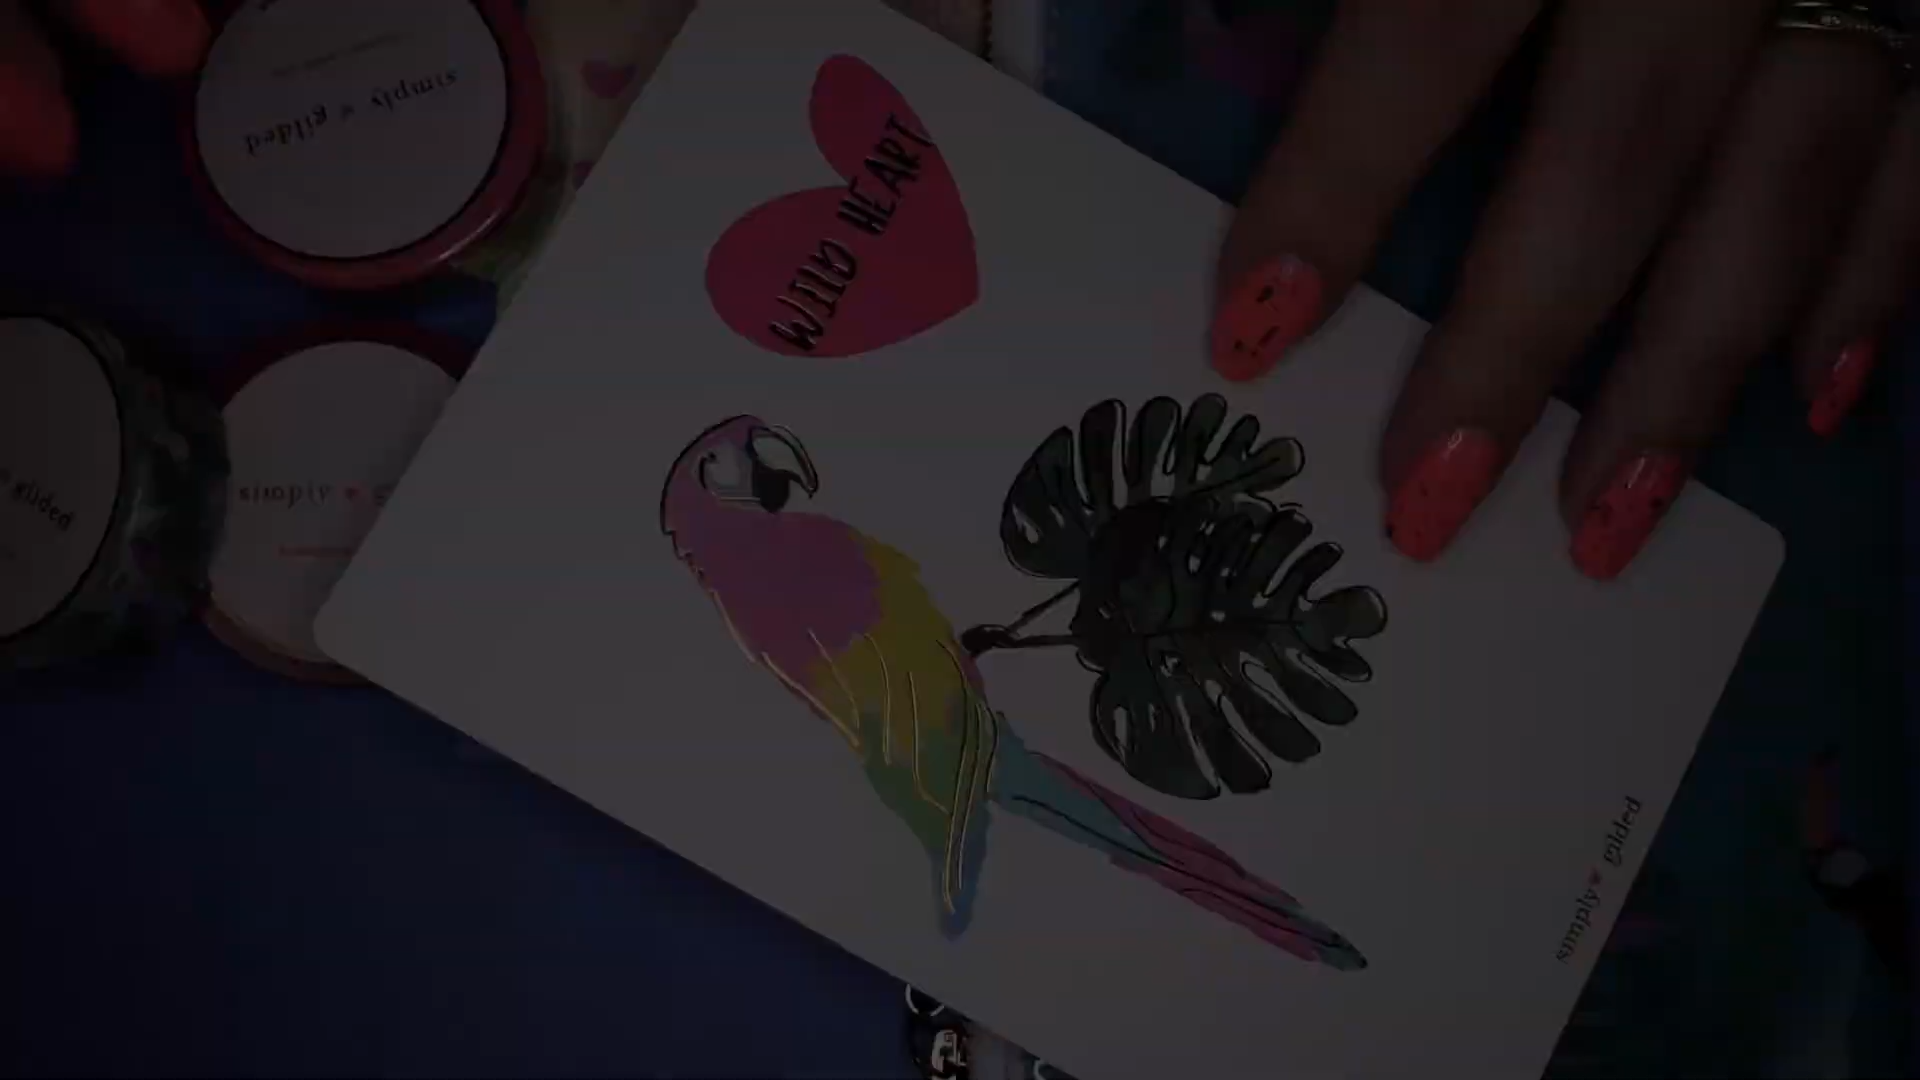 simply ♥ gilded
WILD HEART
simply ♥ g
gilded
simply ♥ gilded